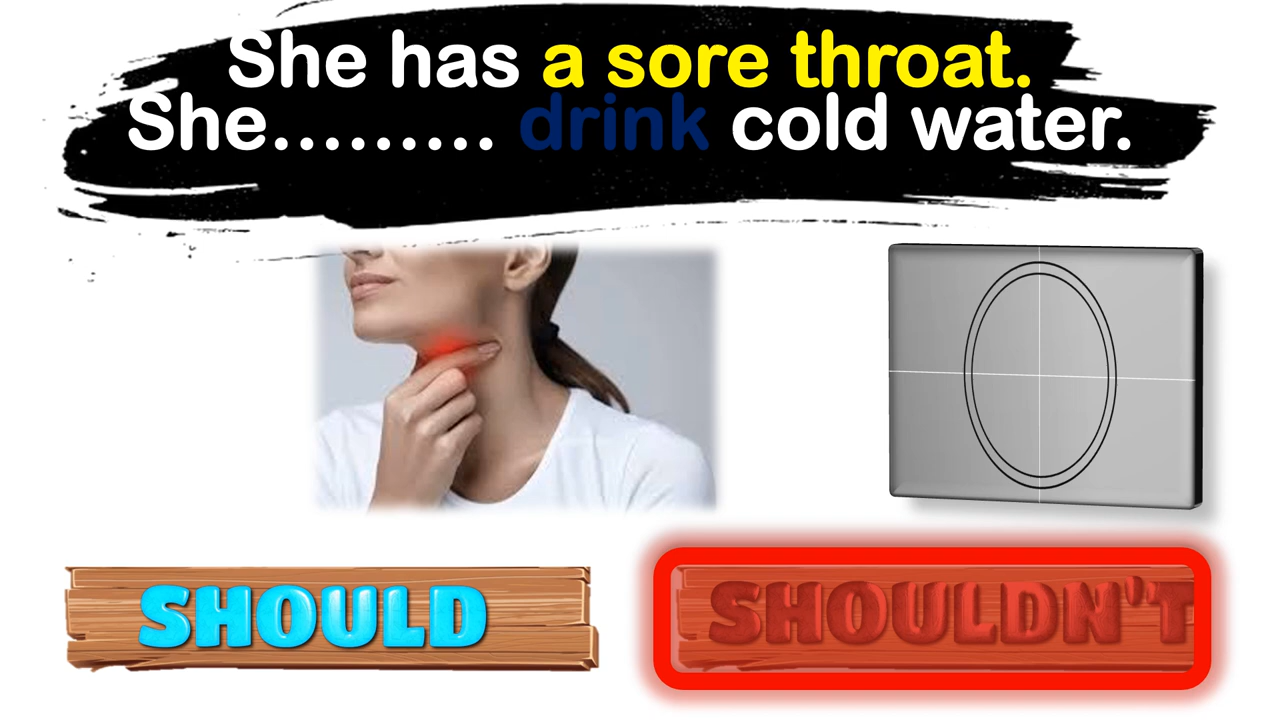 She has a sore throat.
She……… drink cold water.
SHOULD
SHOULDN'T